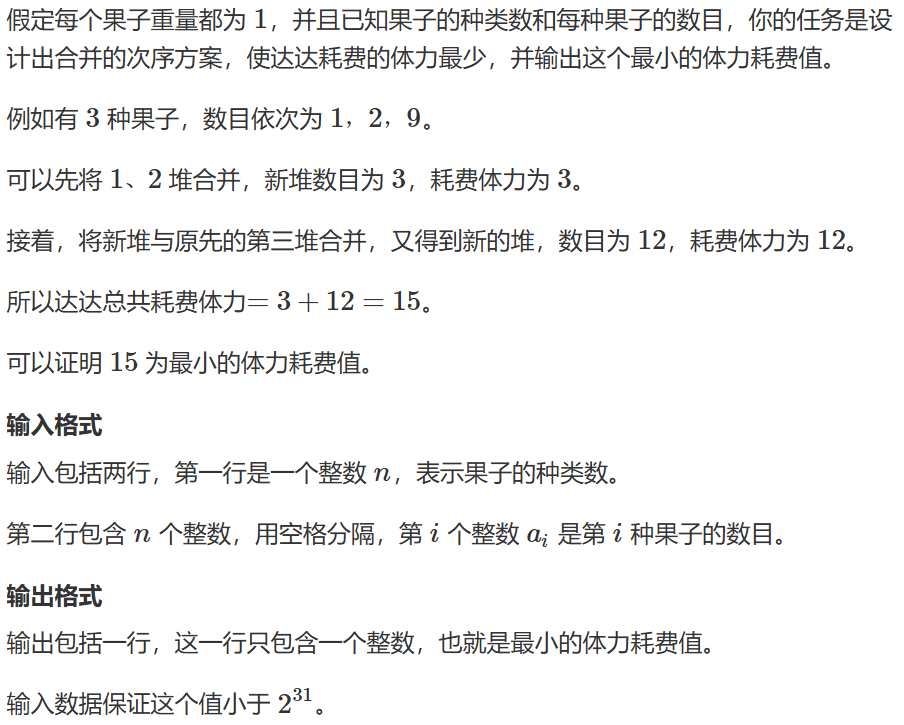 假定每个果子重量都为 1，并且已知果子的种类数和每种果子的数目，你的任务是设
计出合并的次序方案，使达达耗费的体力最少，并输出这个最小的体力耗费值。
例如有 3 种果子，数目依次为 1，2，9。
可以先将 1、2 堆合并，新堆数目为 3，耗费体力为 3。
接着，将新堆与原先的第三堆合并，又得到新的堆，数目为 12，耗费体力为 12。
所以达达总共耗费体力= 3 + 12 = 15。
可以证明 15 为最小的体力耗费值。
输入格式
输入包括两行，第一行是一个整数 n，表示果子的种类数。
第二行包含 n 个整数，用空格分隔，第 i 个整数 aᵢ 是第 i 种果子的数目。
输出格式
输出包括一行，这一行只包含一个整数，也就是最小的体力耗费值。
输入数据保证这个值小于 2³¹。